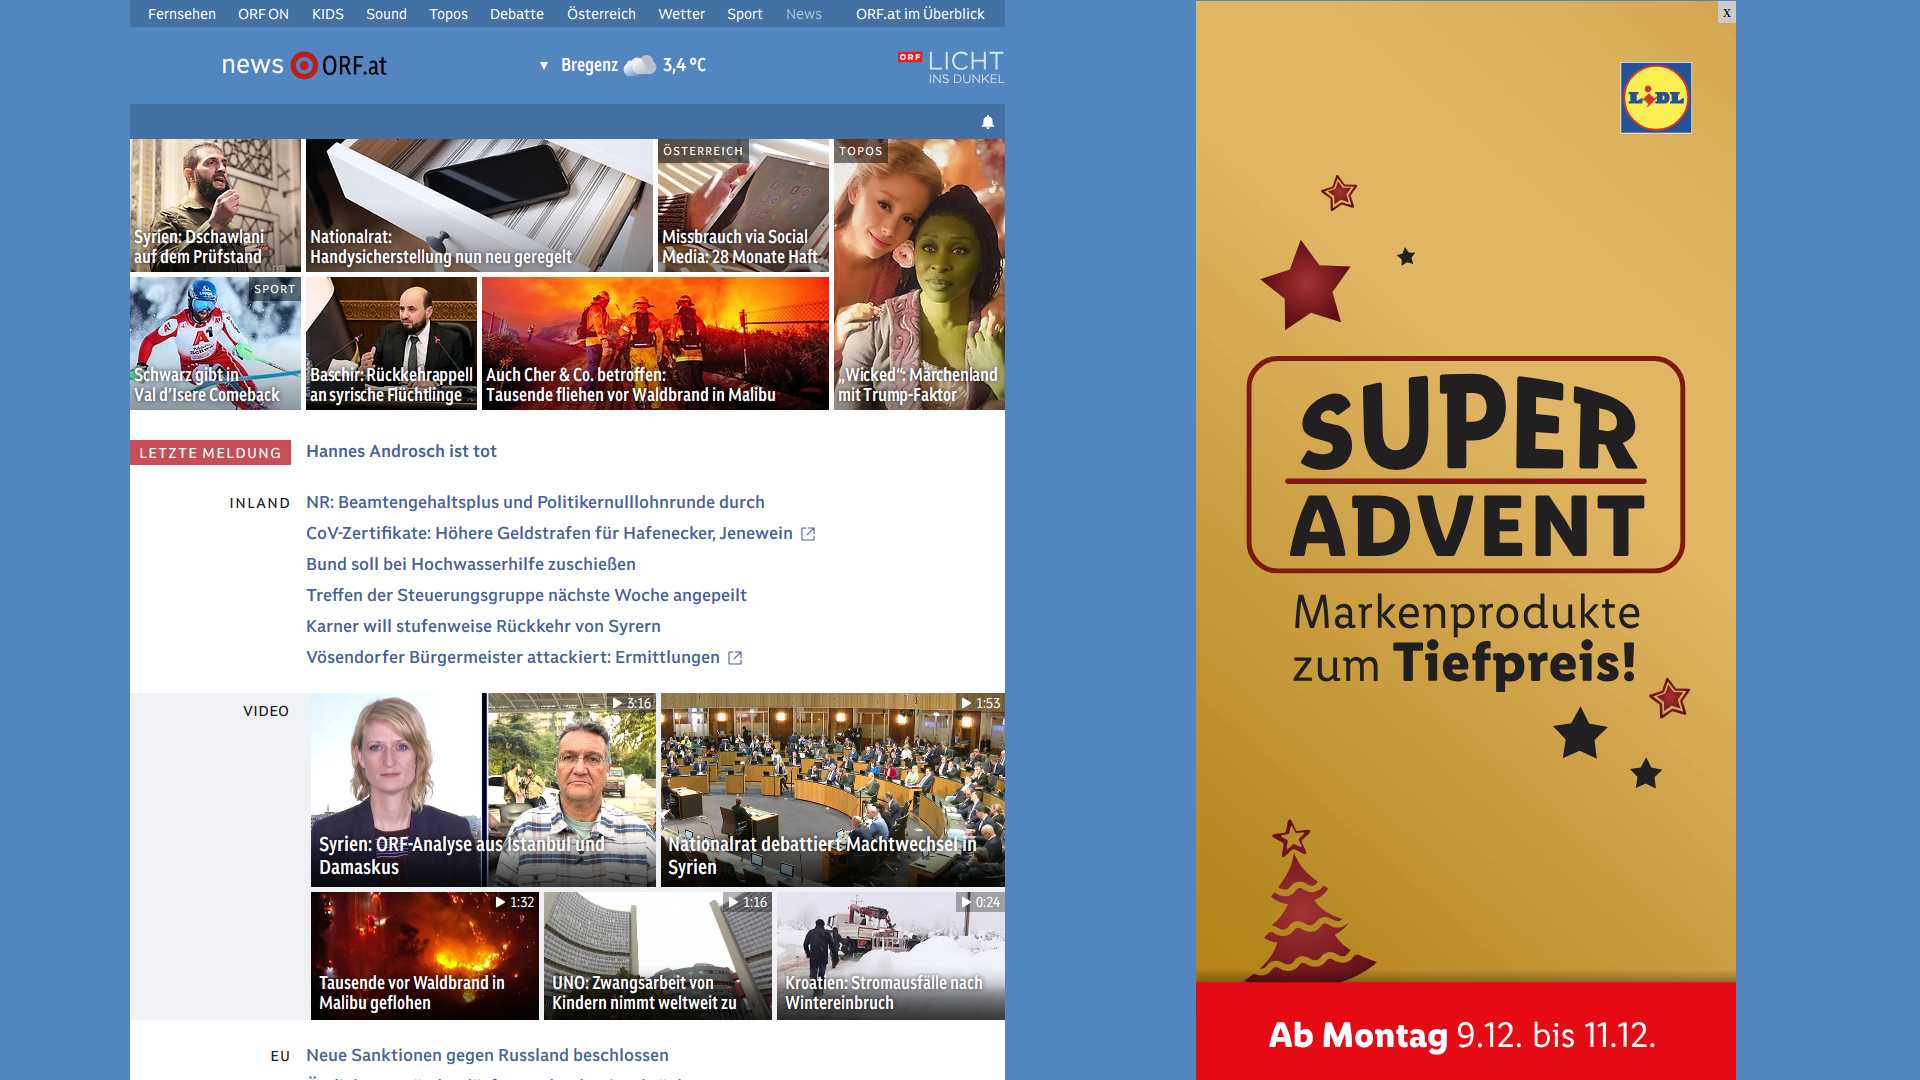 Fernsehen ORF ON KIDS Sound Topos Debatte Österreich Wetter Sport News ORF.at im Überblick
news ORF.at
▼ Bregenz 3,4 °C
ORF LICHT
INS DUNKEL
Syrien: Dschawlani
auf dem Prüfstand
Nationalrat:
Handysicherstellung nun neu geregelt
ÖSTERREICH
Missbrauch via Social
Media: 28 Monate Haft
TOPOS
„Wicked“: Märchenland
mit Trump-Faktor
SPORT
Schwarz gibt in
Val d’Isere Comeback
Baschir: Rückkehrappell
an syrische Flüchtlinge
Auch Cher & Co. betroffen:
Tausende fliehen vor Waldbrand in Malibu
LETZTE MELDUNG Hannes Androsch ist tot
INLAND NR: Beamtengehaltsplus und Politikernulllohnrunde durch
CoV-Zertifikate: Höhere Geldstrafen für Hafenecker, Jenewein
Bund soll bei Hochwasserhilfe zuschießen
Treffen der Steuerungsgruppe nächste Woche angepeilt
Karner will stufenweise Rückkehr von Syrern
Vösendorfer Bürgermeister attackiert: Ermittlungen
VIDEO
3:16
Syrien: ORF-Analyse aus Istanbul und
Damaskus
1:53
Nationalrat debattiert Machtwechsel in
Syrien
1:32
Tausende vor Waldbrand in
Malibu geflohen
1:16
UNO: Zwangsarbeit von
Kindern nimmt weltweit zu
0:24
Kroatien: Stromausfälle nach
Wintereinbruch
EU Neue Sanktionen gegen Russland beschlossen
x
LIDL
SUPER
ADVENT
Markenprodukte
zum Tiefpreis!
Ab Montag 9.12. bis 11.12.